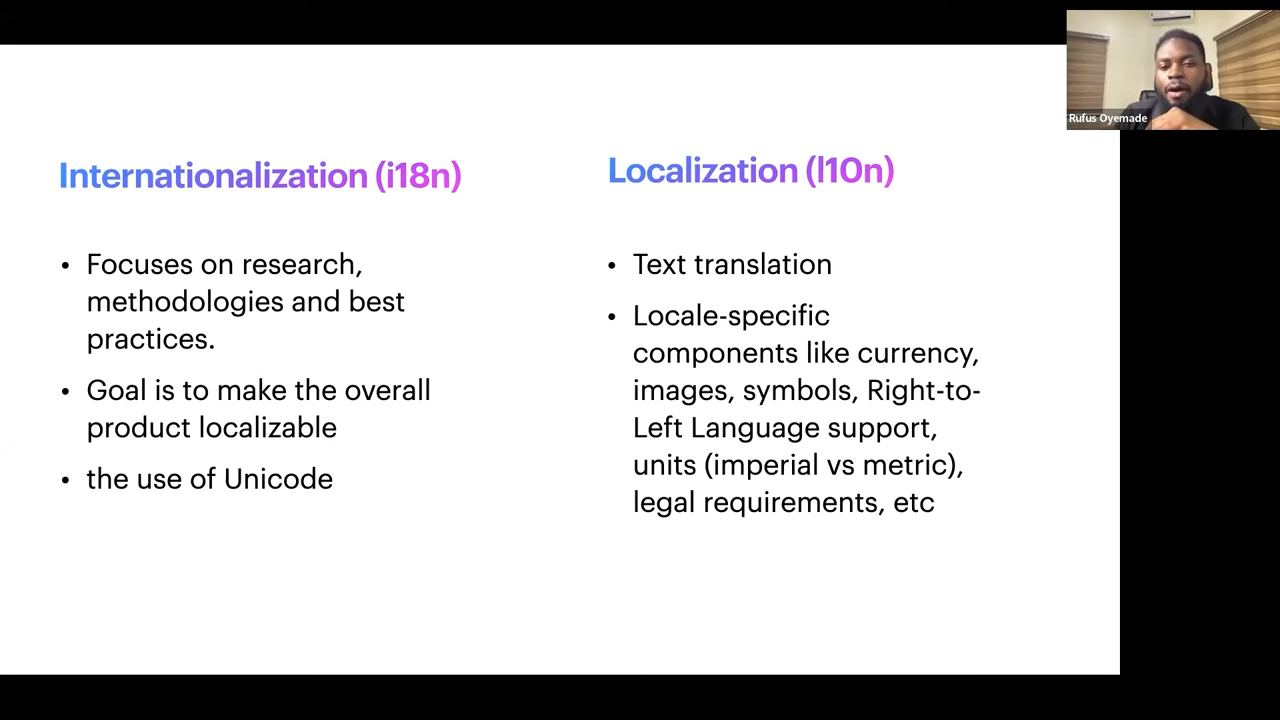 Internationalization (i18n)
Focuses on research,
methodologies and best
practices.
Goal is to make the overall
product localizable
the use of Unicode
Localization (l10n)
Text translation
Locale-specific
components like currency,
images, symbols, Right-to-
Left Language support,
units (imperial vs metric),
legal requirements, etc
Rufus Oyemade